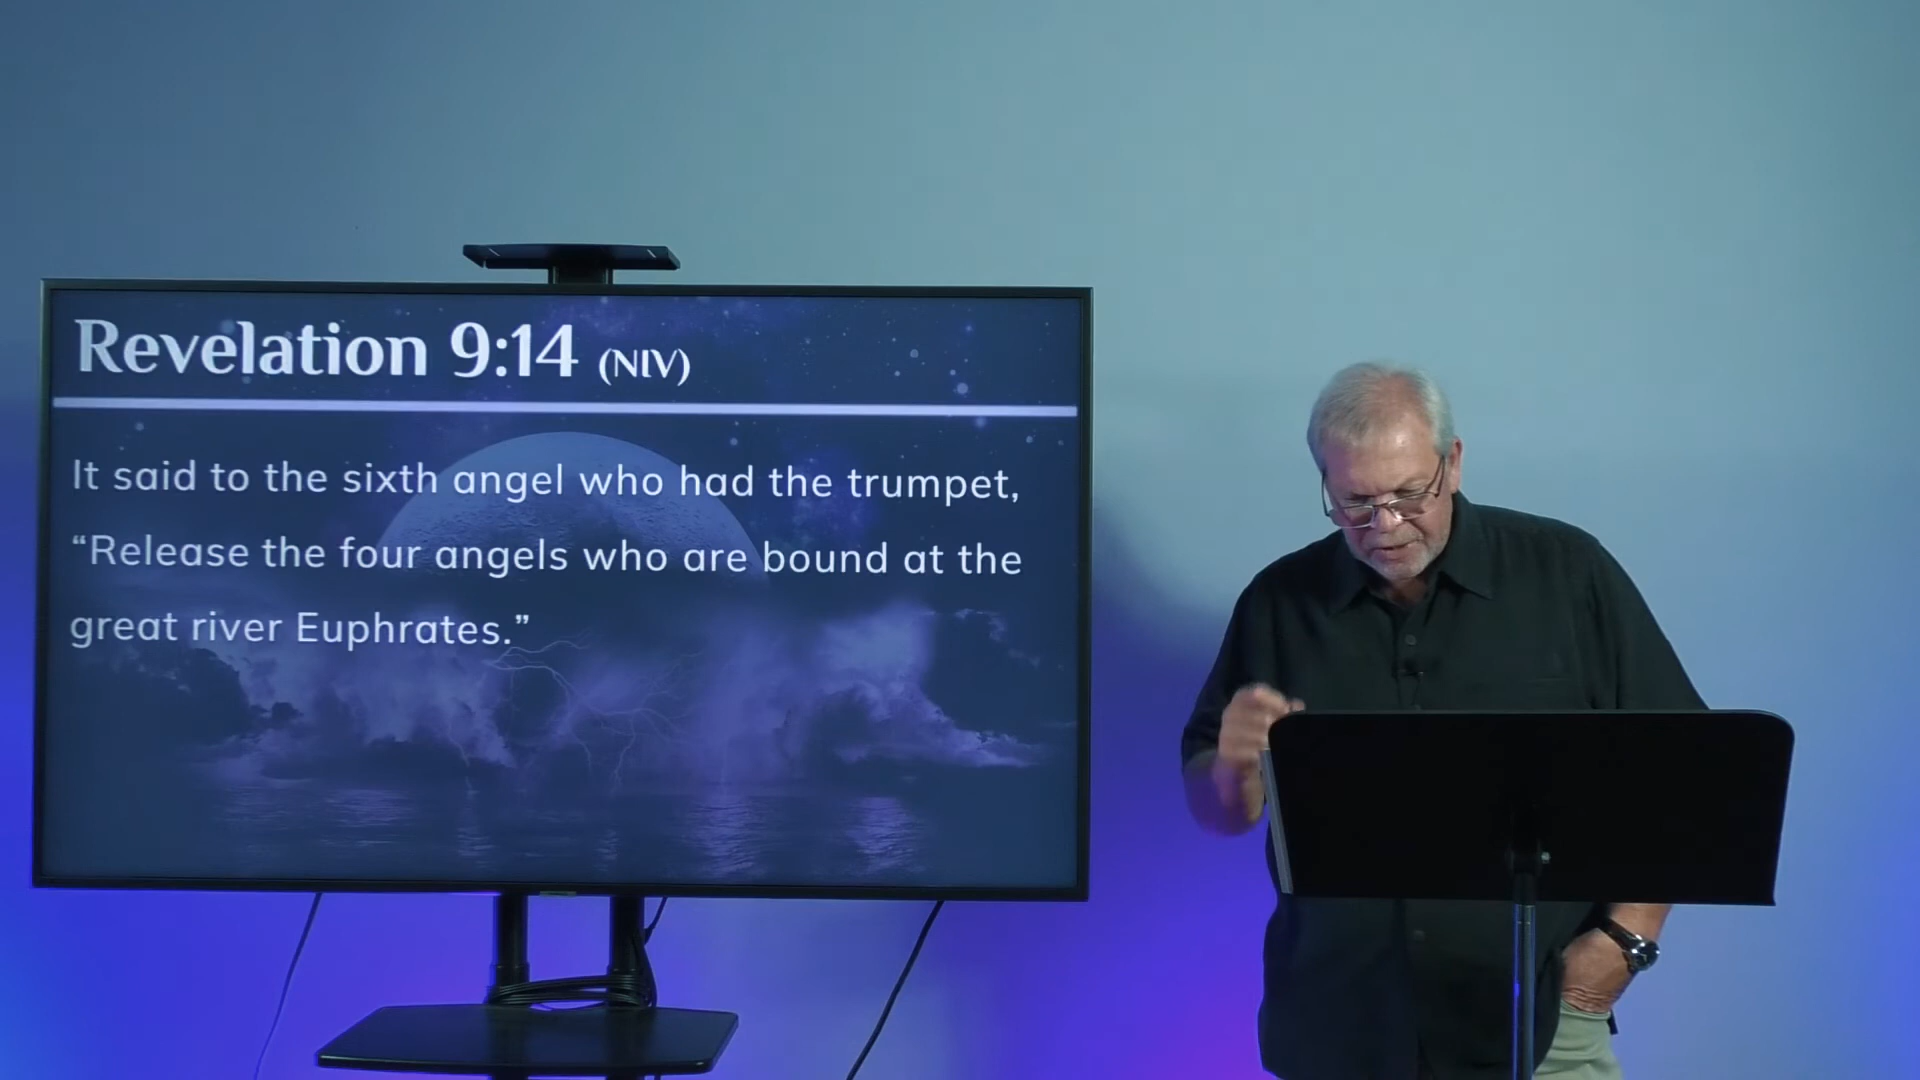 Revelation 9:14 (NIV)
It said to the sixth angel who had the trumpet,
“Release the four angels who are bound at the
great river Euphrates.”